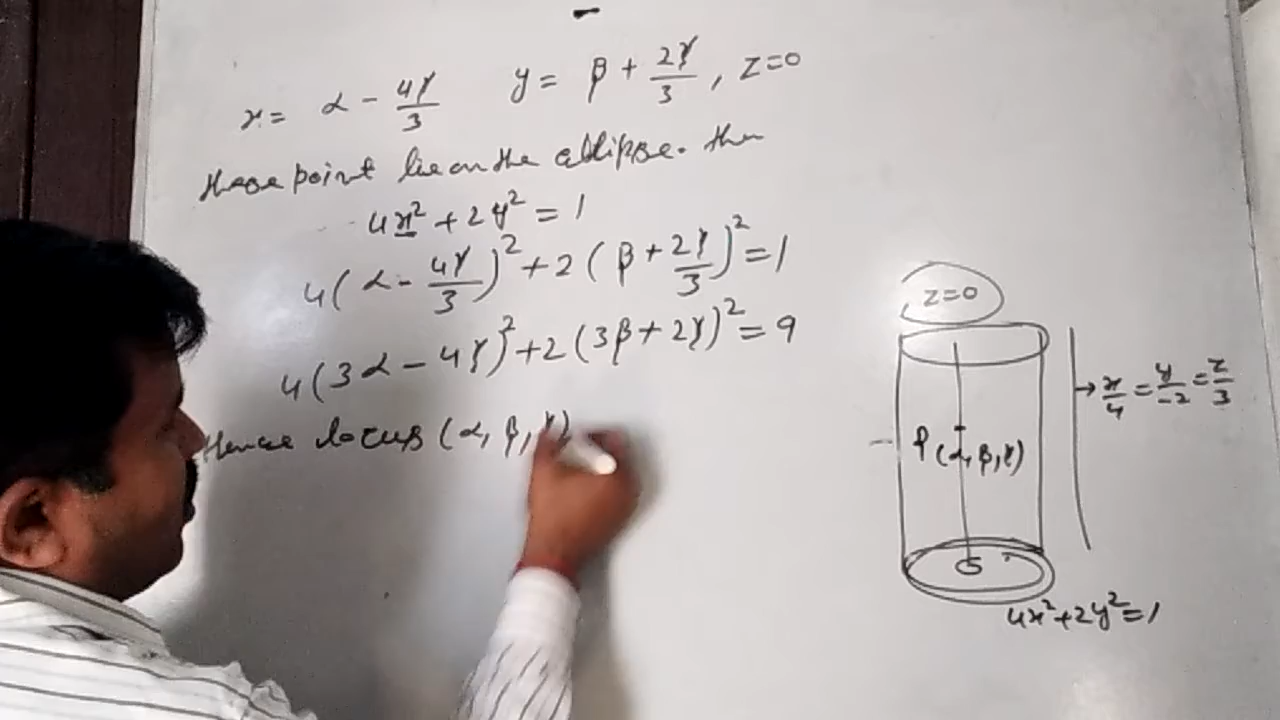 x = α - 4γ/3 y = β + 2γ/3, z=0
these point lie on the ellipse. then
4x² + 2y² = 1
4(α - 4γ/3)² + 2(β + 2γ/3)² = 1
4(3α - 4γ)² + 2(3β + 2γ)² = 9
Hence locus (α, β, γ)
z=0
x/4 = y/-2 = z/3
P(α, β, γ)
4x²+2y²=1